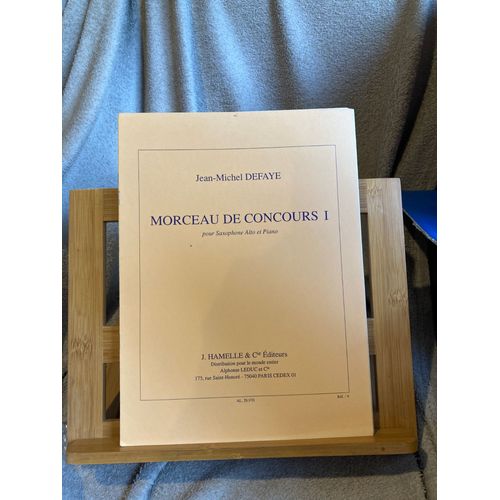 Jean-Michel DEFAYE
MORCEAU DE CONCOURS I
pour Saxophone Alto et Piano
J. HAMELLE & Cie Éditeurs
Distribution pour le monde entier
Alphonse LEDUC et Cie
175, rue Saint-Honoré - 75040 PARIS CEDEX 01